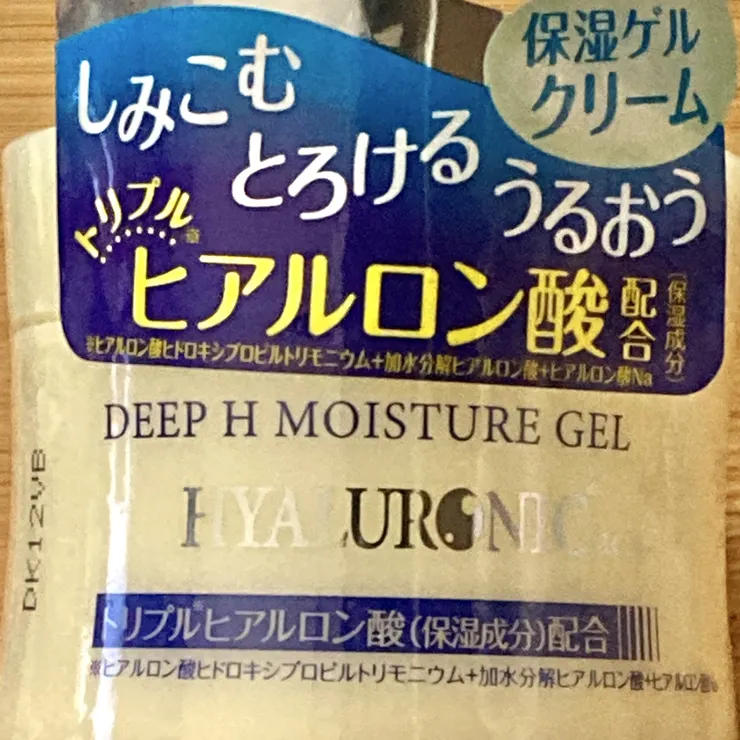 保湿ゲル
クリーム
しみこむ
とろける
うるおう
トリプル※
ヒアルロン酸
配合
(保湿成分)
※ヒアルロン酸ヒドロキシプロピルトリモニウム+加水分解ヒアルロン酸+ヒアルロン酸Na
DEEP H MOISTURE GEL
HYALURONIC
トリプル※ヒアルロン酸(保湿成分)配合
※ヒアルロン酸ヒドロキシプロピルトリモニウム+加水分解ヒアルロン酸+ヒアルロン酸
DK12VB